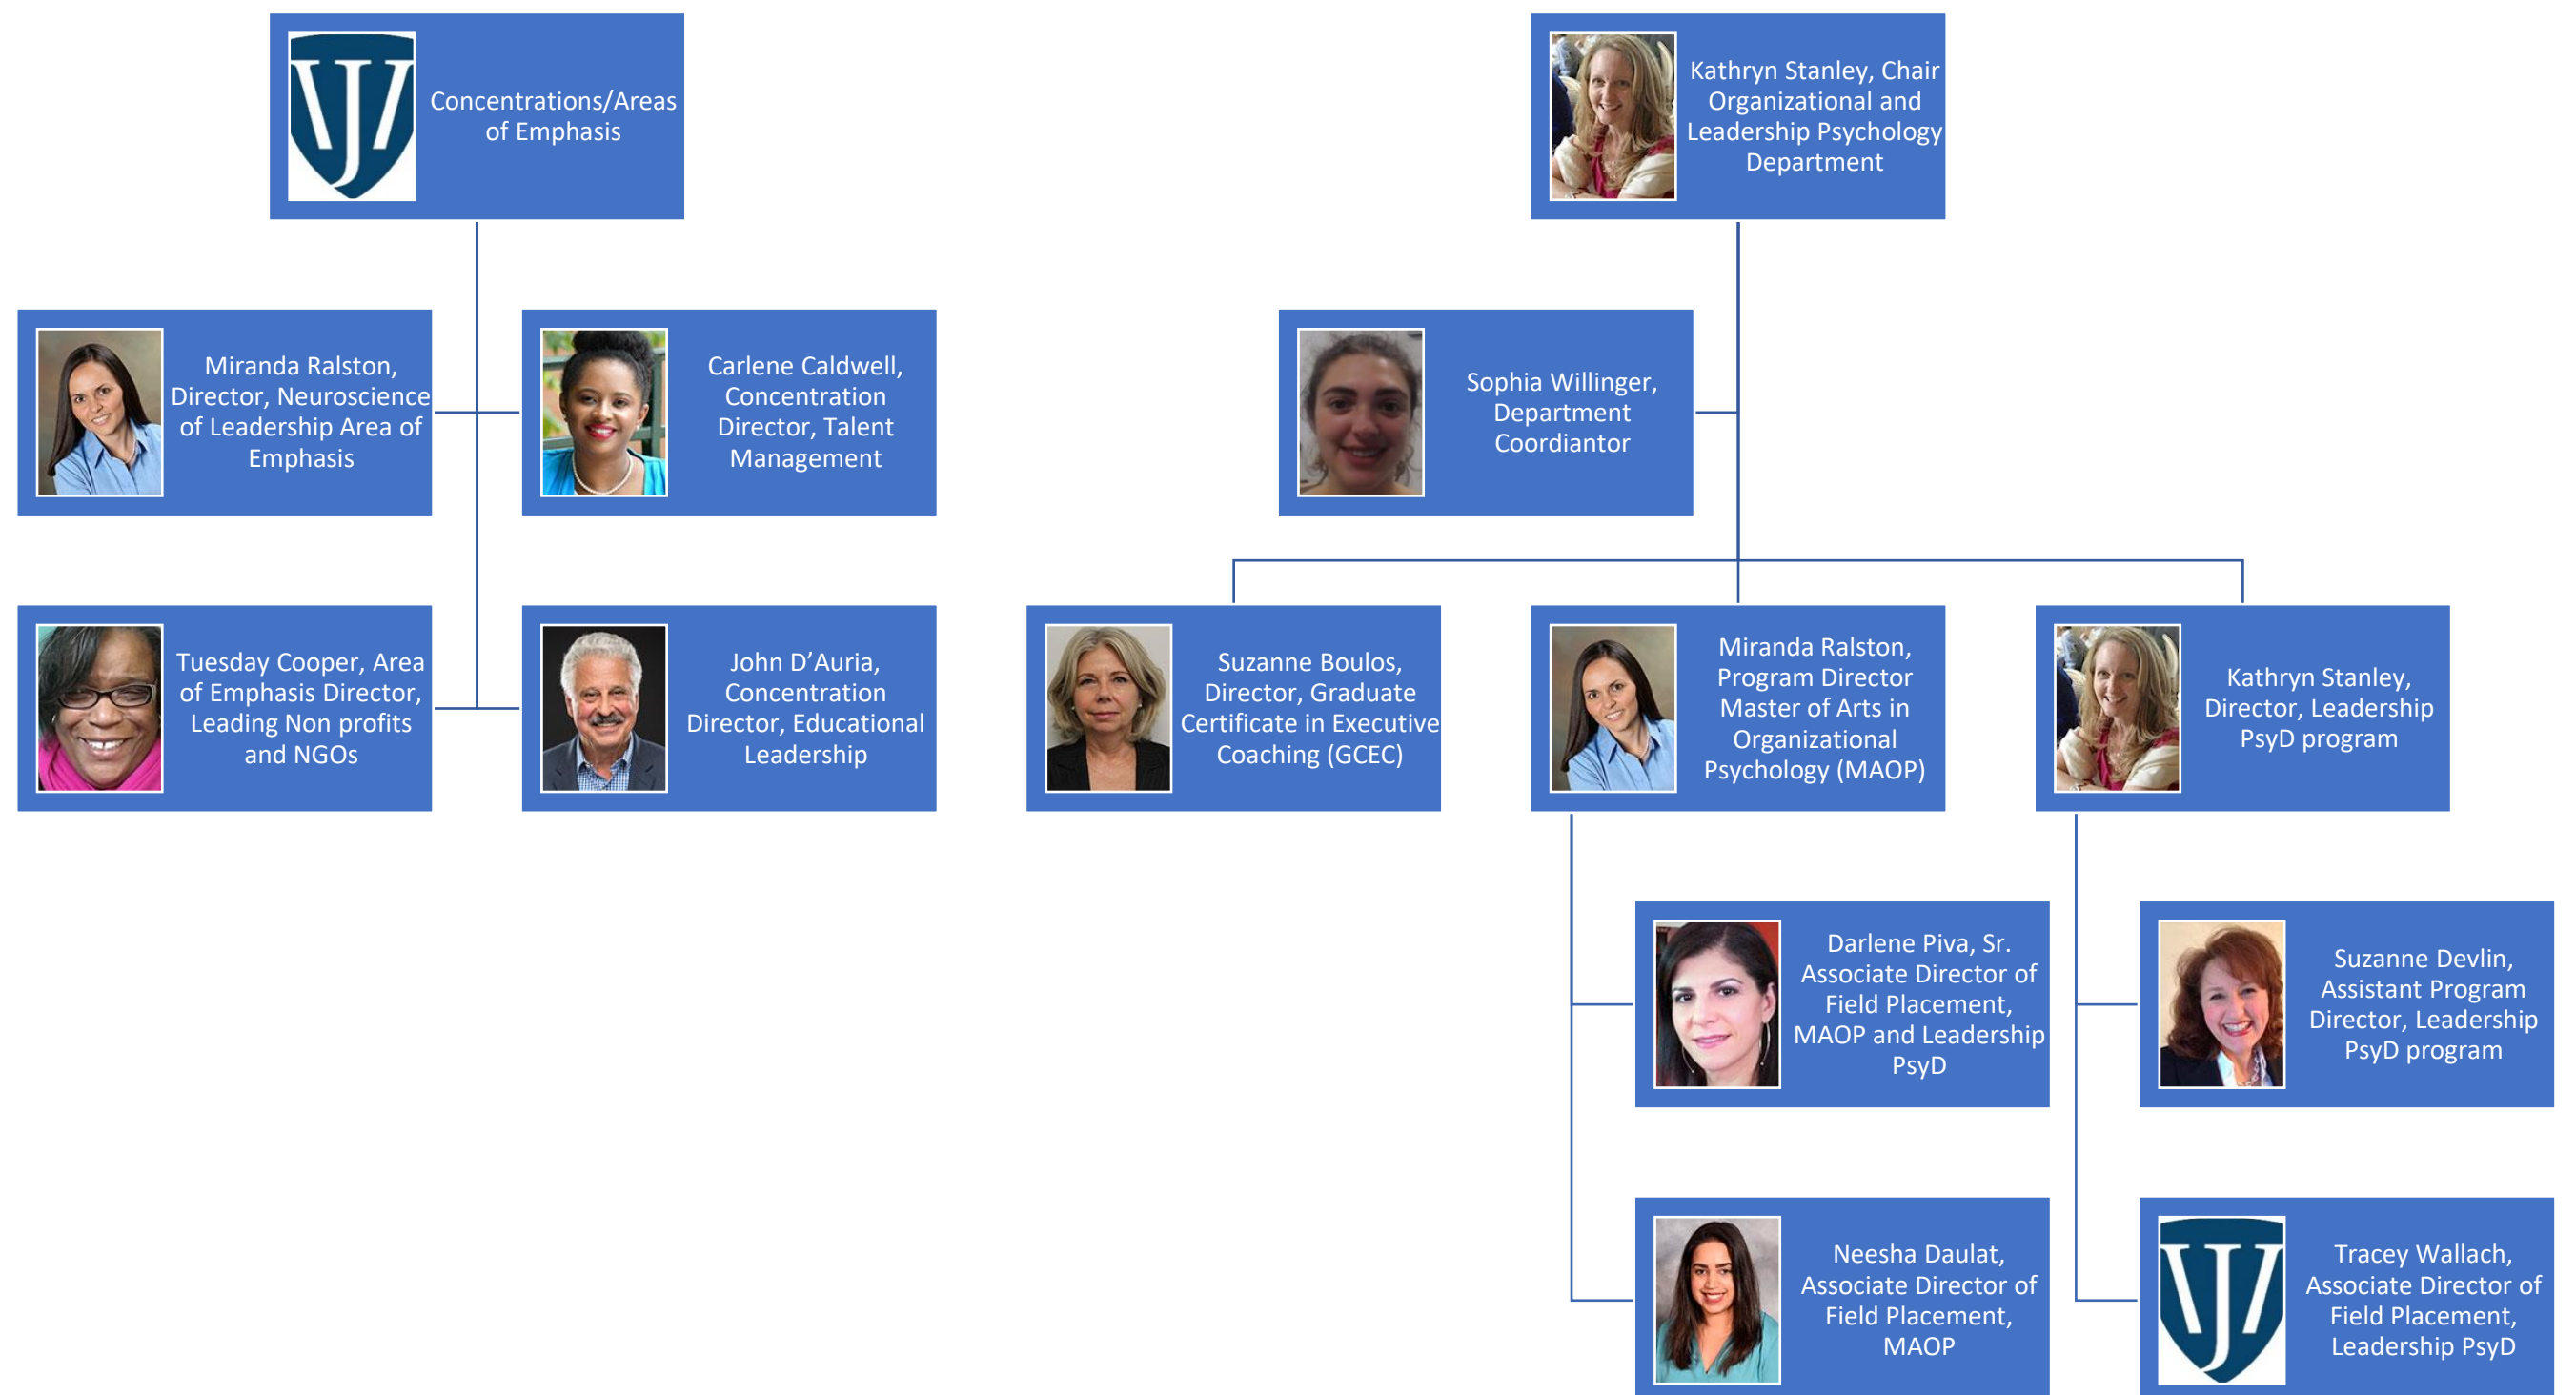 Concentrations/Areas
of Emphasis
Kathryn Stanley, Chair
Organizational and
Leadership Psychology
Department
Miranda Ralston,
Director, Neuroscience
of Leadership Area of
Emphasis
Carlene Caldwell,
Concentration
Director, Talent
Management
Sophia Willinger,
Department
Coordiantor
Tuesday Cooper, Area
of Emphasis Director,
Leading Non profits
and NGOs
John D’Auria,
Concentration
Director, Educational
Leadership
Suzanne Boulos,
Director, Graduate
Certificate in Executive
Coaching (GCEC)
Miranda Ralston,
Program Director
Master of Arts in
Organizational
Psychology (MAOP)
Kathryn Stanley,
Director, Leadership
PsyD program
Darlene Piva, Sr.
Associate Director of
Field Placement,
MAOP and Leadership
PsyD
Suzanne Devlin,
Assistant Program
Director, Leadership
PsyD program
Neesha Daulat,
Associate Director of
Field Placement,
MAOP
Tracey Wallach,
Associate Director of
Field Placement,
Leadership PsyD